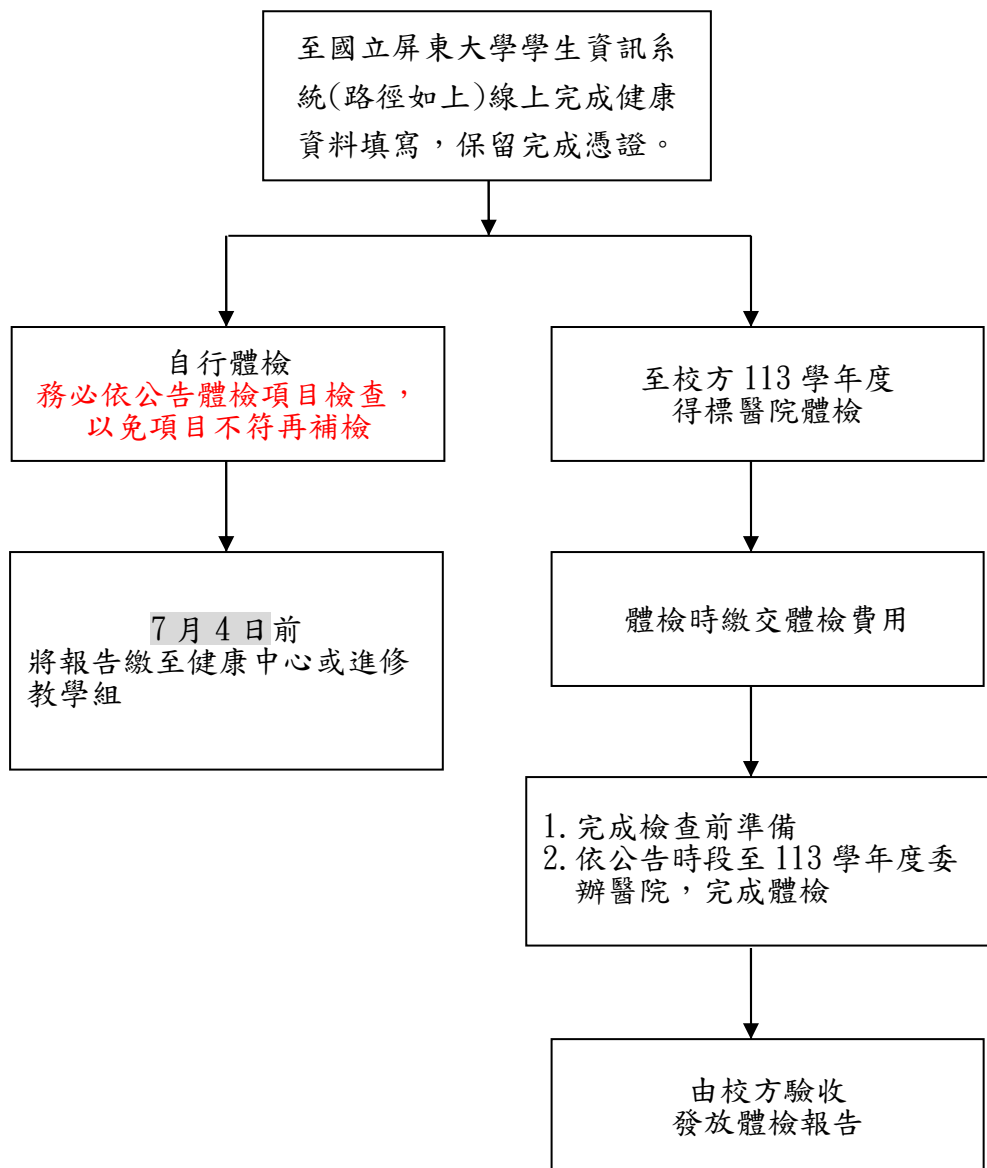 至國立屏東大學學生資訊系
統(路徑如上)線上完成健康
資料填寫，保留完成憑證。
自行體檢
務必依公告體檢項目檢查，
以免項目不符再補檢
至校方 113 學年度
得標醫院體檢
7 月 4 日前
將報告繳至健康中心或進修
教學組
體檢時繳交體檢費用
1. 完成檢查前準備
2. 依公告時段至 113 學年度委
辦醫院，完成體檢
由校方驗收
發放體檢報告